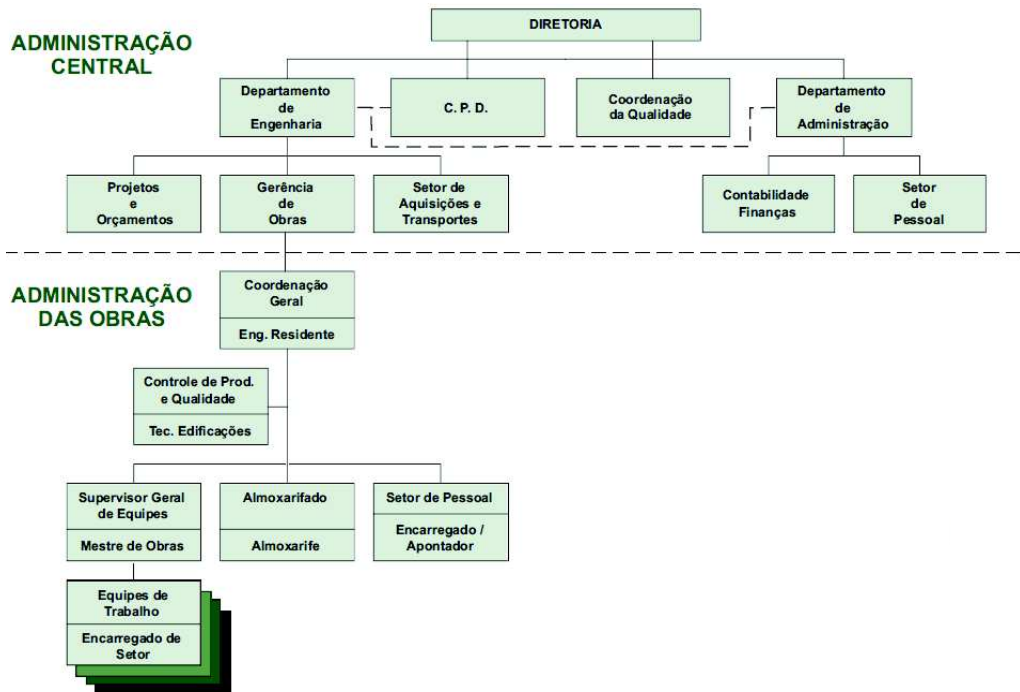 DIRETORIA
ADMINISTRAÇÃO
CENTRAL
Departamento
de
Engenharia
C. P. D.
Coordenação
da Qualidade
Departamento
de
Administração
Projetos
e
Orçamentos
Gerência
de
Obras
Setor de
Aquisições e
Transportes
Contabilidade
Finanças
Setor
de
Pessoal
ADMINISTRAÇÃO
DAS OBRAS
Coordenação
Geral
Eng. Residente
Controle de Prod.
e Qualidade
Tec. Edificações
Supervisor Geral
de Equipes
Mestre de Obras
Almoxarifado
Almoxarife
Setor de Pessoal
Encarregado /
Apontador
Equipes de
Trabalho
Encarregado de
Setor